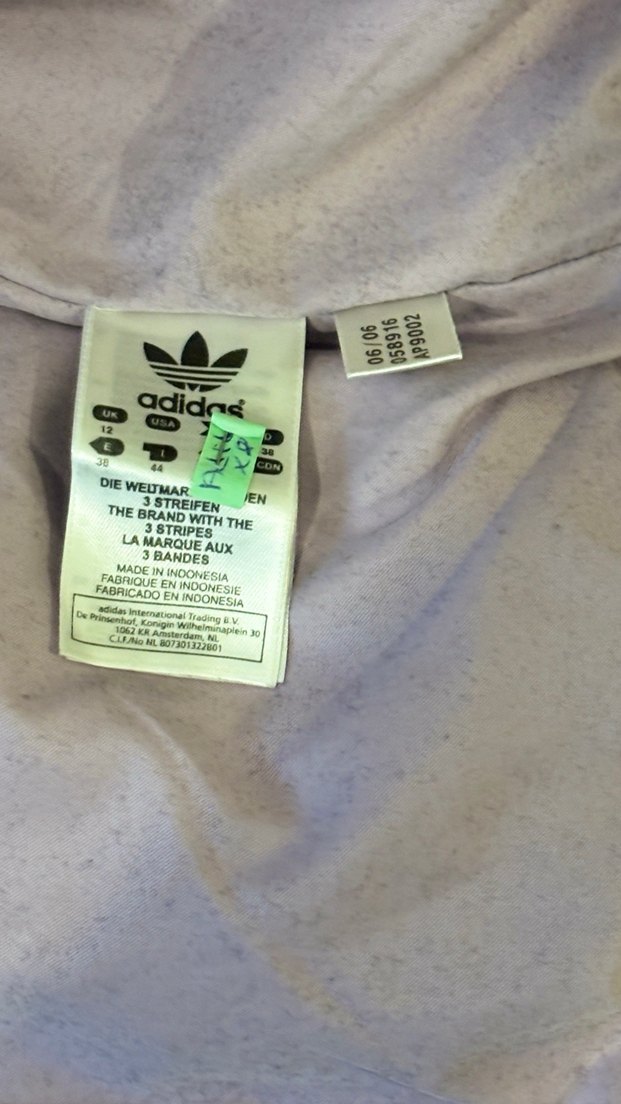 adidas®
UK USA D
12 38
E I CDN
38 44
DIE WELTMAR EN
3 STREIFEN
THE BRAND WITH THE
3 STRIPES
LA MARQUE AUX
3 BANDES
MADE IN INDONESIA
FABRIQUE EN INDONESIE
FABRICADO EN INDONESIA
adidas International Trading B.V.
De Prinsenhof, Konigin Wilhelminaplein 30
1062 KR Amsterdam, NL
C.I.F./No NL 807301322B01
06/06
058916
AP9002